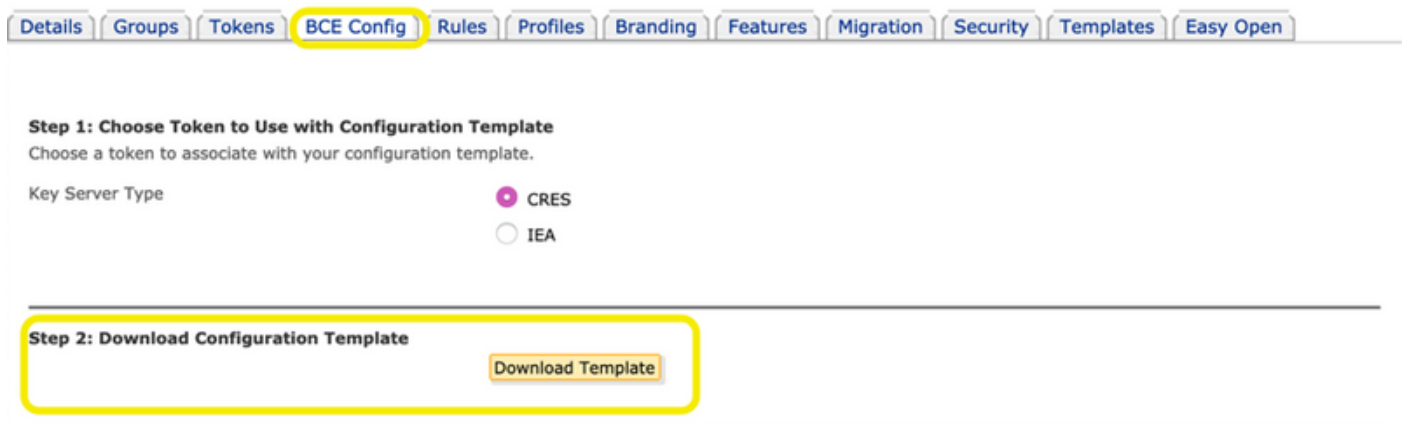 Details Groups Tokens BCE Config Rules Profiles Branding Features Migration Security Templates Easy Open
Step 1: Choose Token to Use with Configuration Template
Choose a token to associate with your configuration template.
Key Server Type
CRES
IEA
Step 2: Download Configuration Template
Download Template